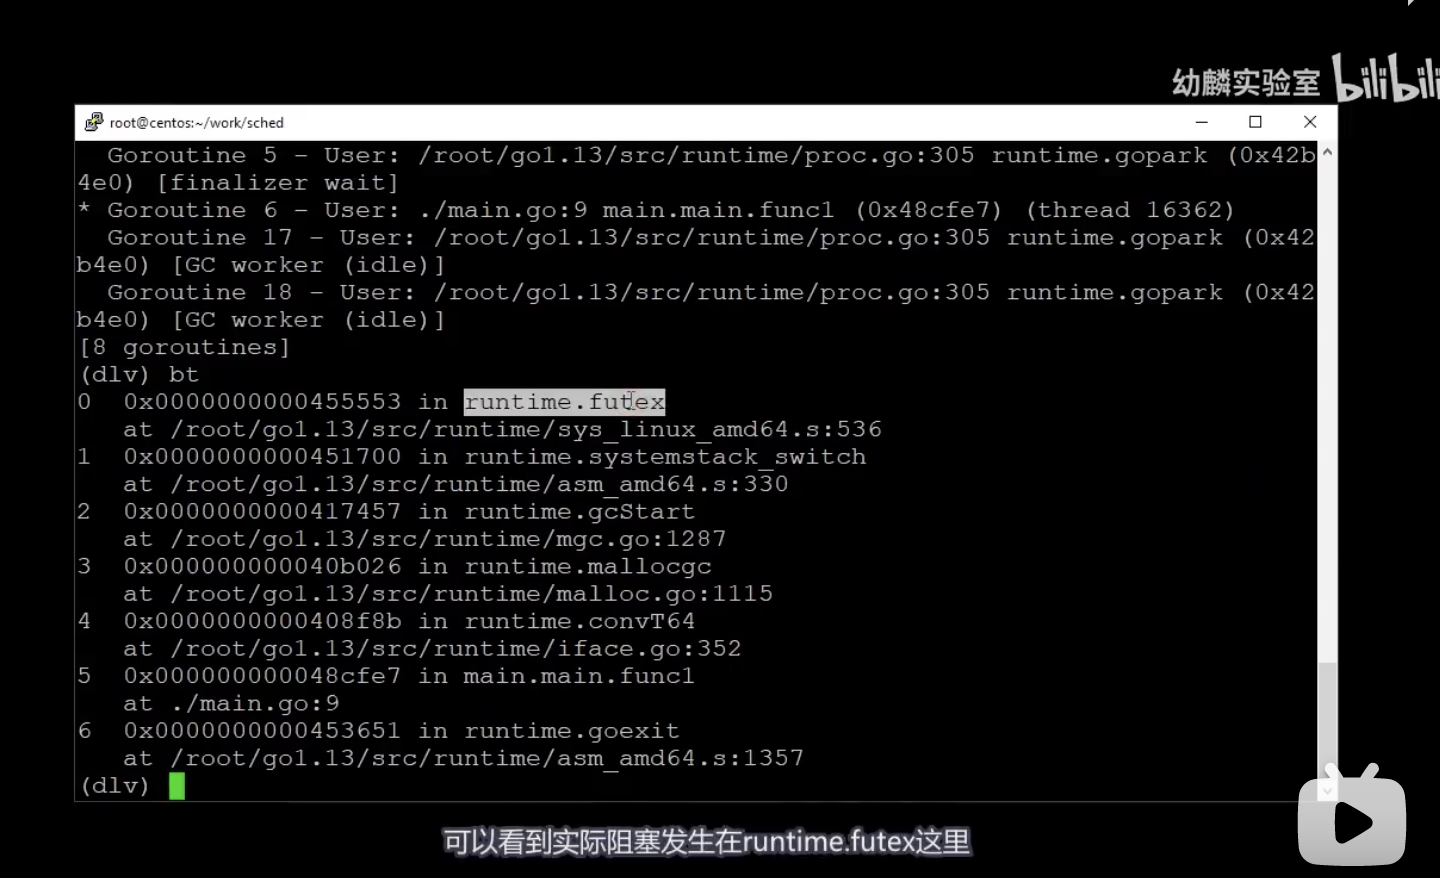 幼麟实验室 bilibili
root@centos:~/work/sched
Goroutine 5 - User: /root/go1.13/src/runtime/proc.go:305 runtime.gopark (0x42b
4e0) [finalizer wait]
* Goroutine 6 - User: ./main.go:9 main.main.func1 (0x48cfe7) (thread 16362)
Goroutine 17 - User: /root/go1.13/src/runtime/proc.go:305 runtime.gopark (0x42
b4e0) [GC worker (idle)]
Goroutine 18 - User: /root/go1.13/src/runtime/proc.go:305 runtime.gopark (0x42
b4e0) [GC worker (idle)]
[8 goroutines]
(dlv) bt
0 0x0000000000455553 in runtime.futex
at /root/go1.13/src/runtime/sys_linux_amd64.s:536
1 0x0000000000451700 in runtime.systemstack_switch
at /root/go1.13/src/runtime/asm_amd64.s:330
2 0x0000000000417457 in runtime.gcStart
at /root/go1.13/src/runtime/mgc.go:1287
3 0x000000000040b026 in runtime.mallocgc
at /root/go1.13/src/runtime/malloc.go:1115
4 0x0000000000408f8b in runtime.convT64
at /root/go1.13/src/runtime/iface.go:352
5 0x000000000048cfe7 in main.main.func1
at ./main.go:9
6 0x0000000000453651 in runtime.goexit
at /root/go1.13/src/runtime/asm_amd64.s:1357
(dlv)
可以看到实际阻塞发生在runtime.futex这里